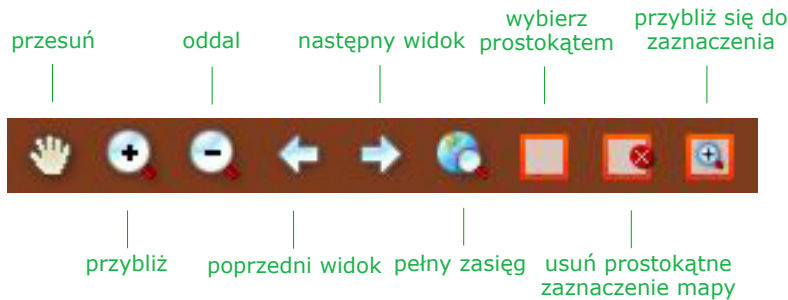 przesuń
oddal
następny widok
wybierz
prostokątem
przybliż się do
zaznaczenia
przybliż
poprzedni widok
pełny zasięg
usuń prostokątne
zaznaczenie mapy